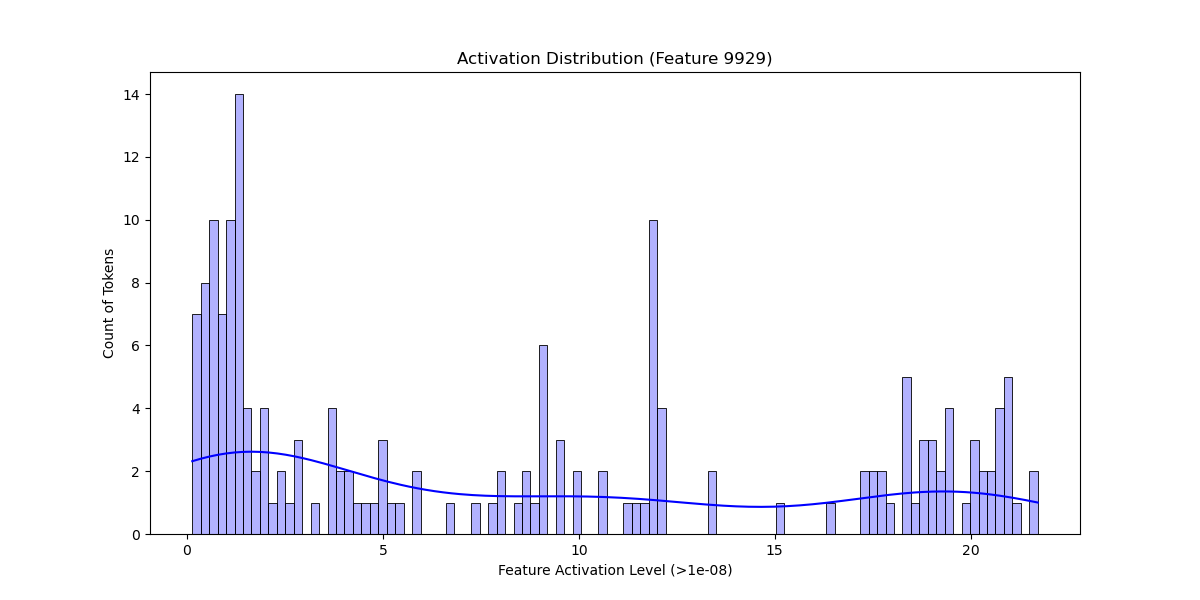 Activation Distribution (Feature 9929)
14
12
10
8
6
4
2
0
Count of Tokens
0 5 10 15 20
Feature Activation Level (>1e-08)